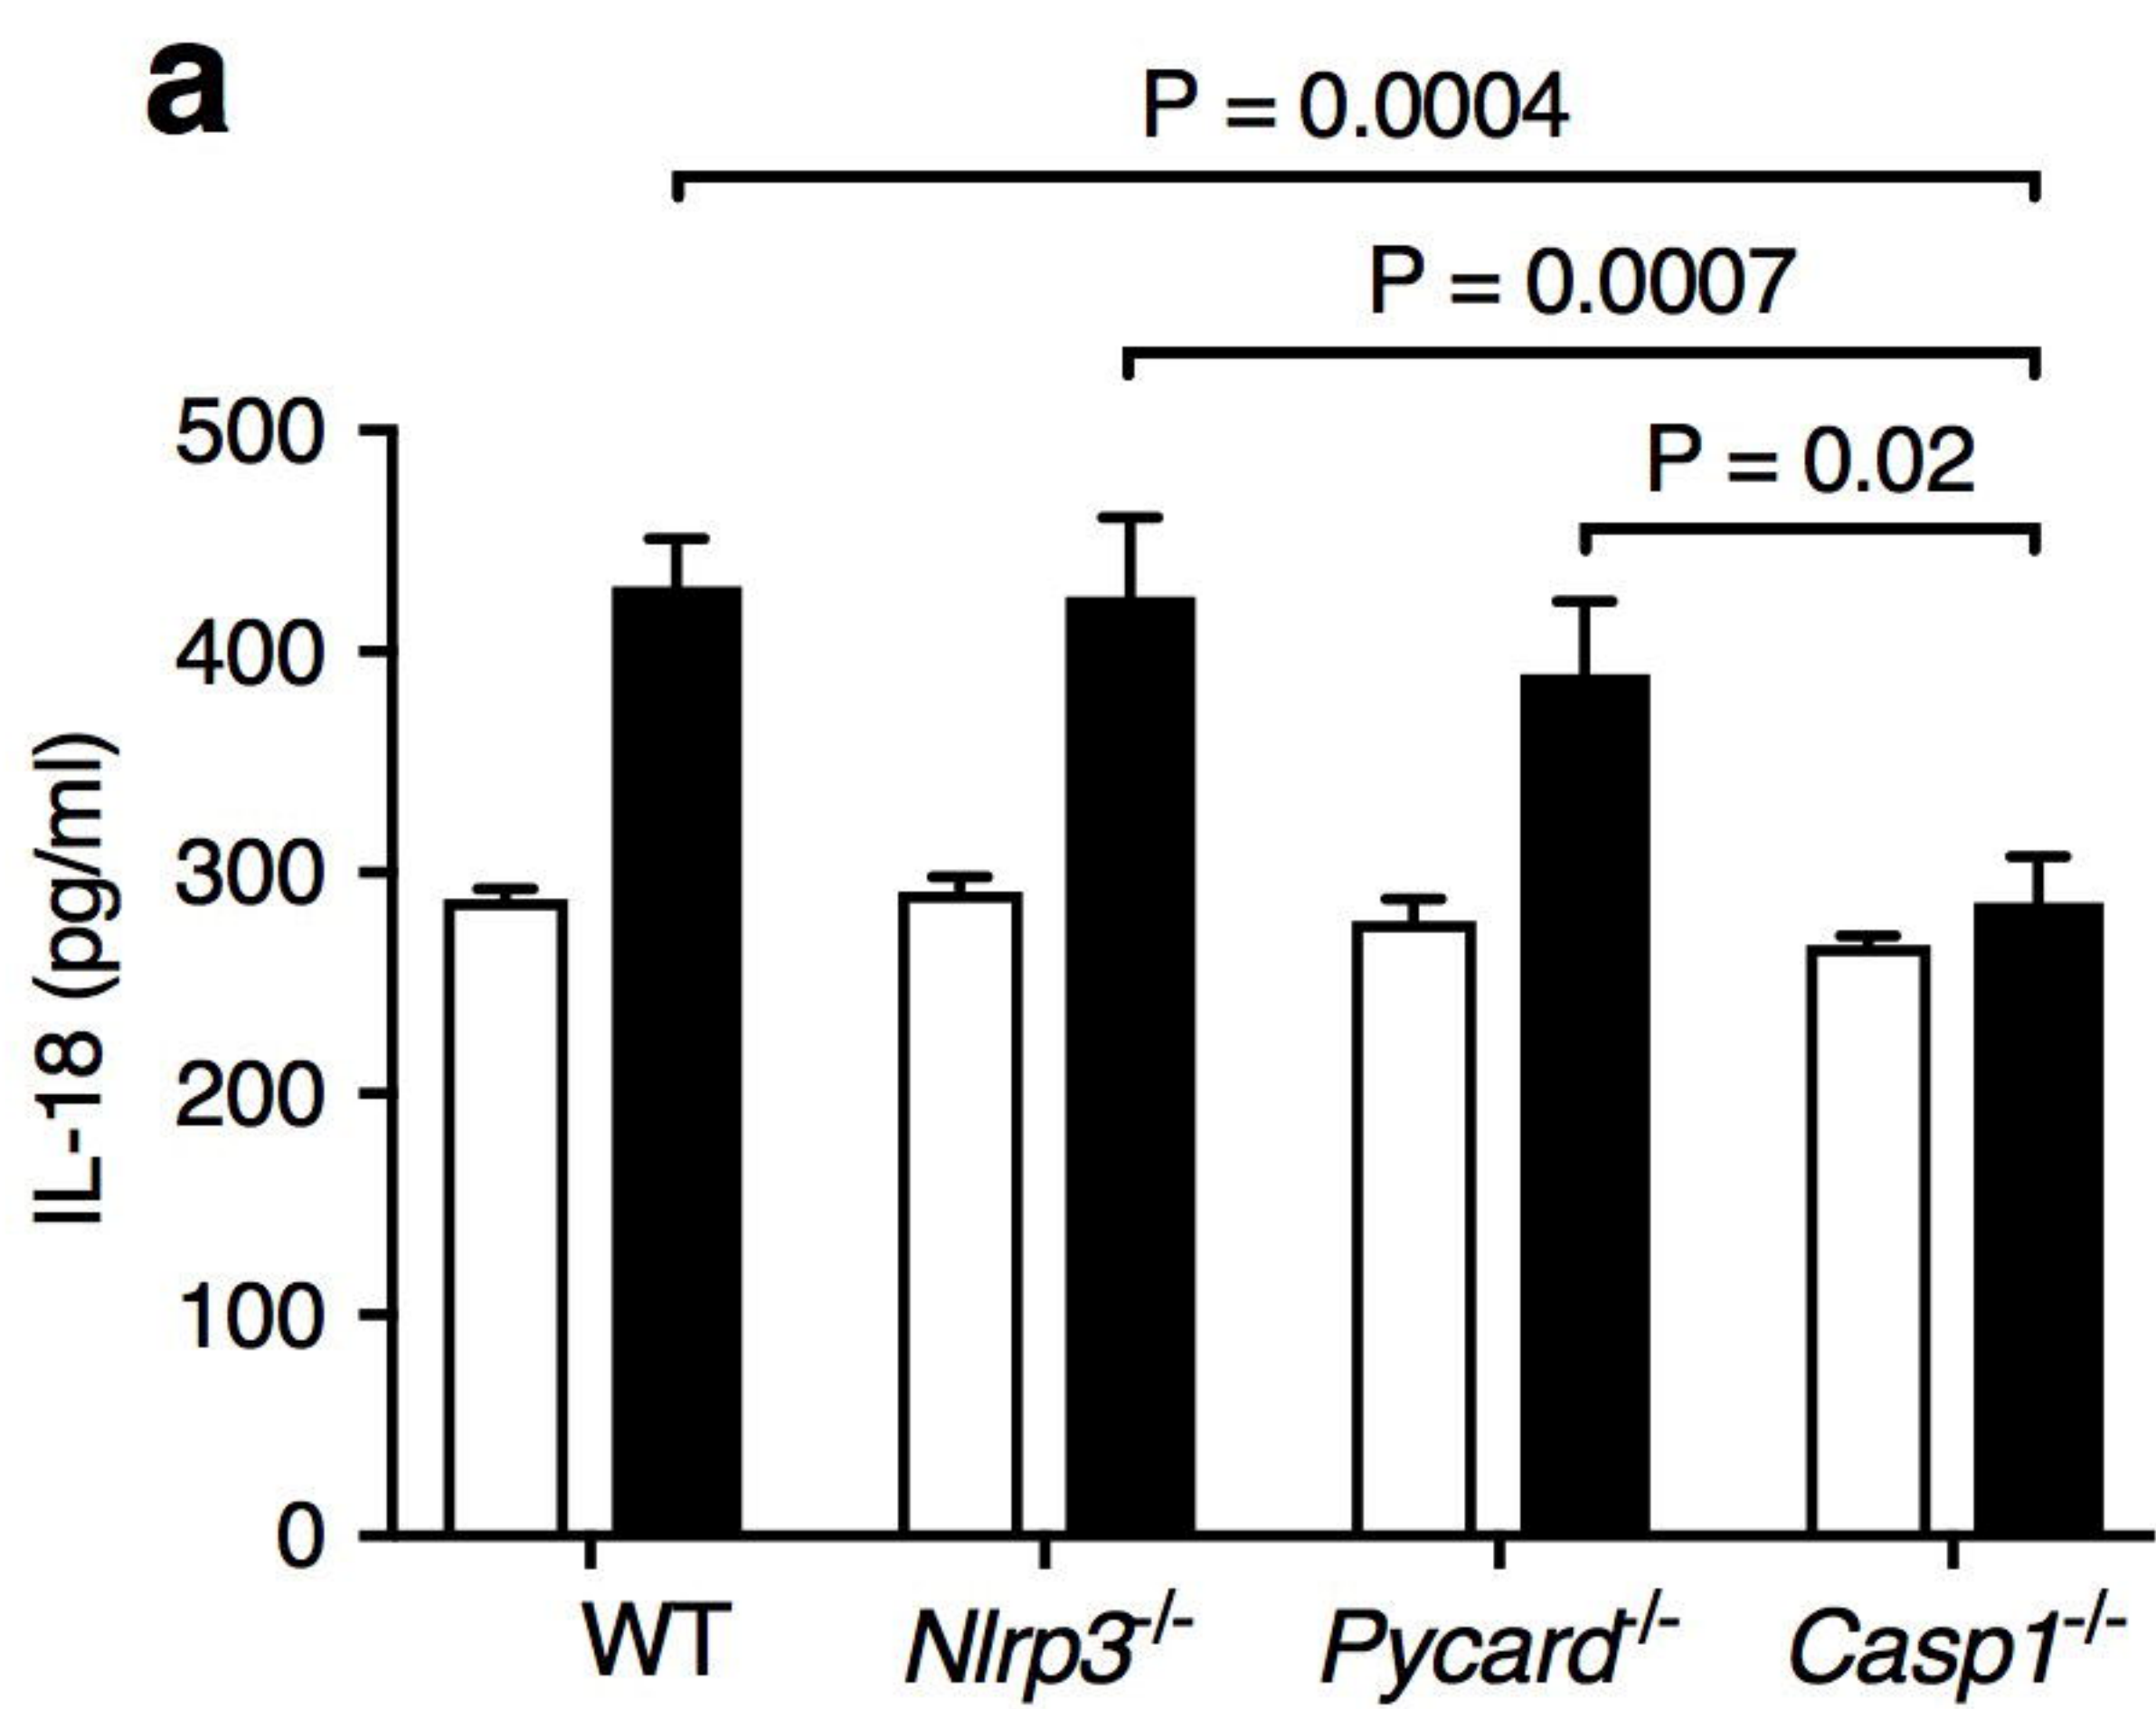 a
P = 0.0004
P = 0.0007
P = 0.02
500
400
300
200
100
0
IL-18 (pg/ml)
WT
Nlrp3-/-
Pycard-/-
Casp1-/-